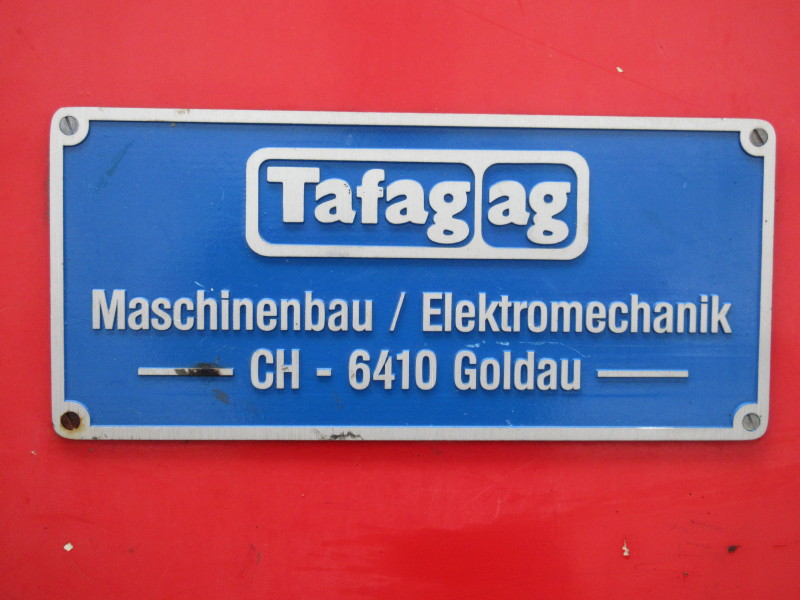 Tafag ag
Maschinenbau / Elektromechanik
CH - 6410 Goldau